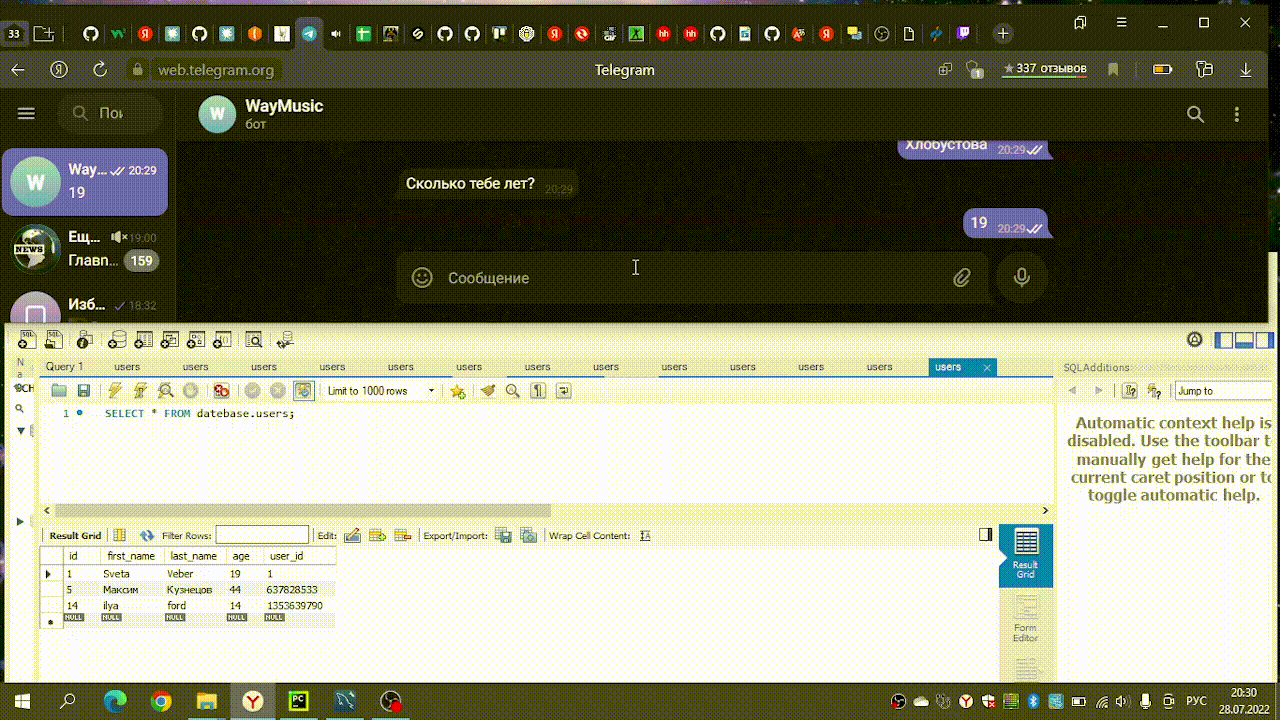 33
337 отзывов
web.telegram.org
Telegram
1
W
WayMusic
бот
Хлобустова 20:29
Way... 20:29
19
Сколько тебе лет? 20:29
19 20:29
Ещ... 19:00
Главп... 159
NEWS
Сообщение
Изб... 18:32
Query 1 users users users users users users users users users users users users users
SQLAdditions
Limit to 1000 rows
Jump to
1 SELECT * FROM datebase.users;
Automatic context help is
disabled. Use the toolbar t
manually get help for the
current caret position or to
toggle automatic help.
Result Grid Filter Rows: Edit: Export/Import: Wrap Cell Content:
id first_name last_name age user_id
1 Sveta Veber 19 1
5 Максим Кузнецов 44 637828533
14 ilya ford 14 1353639790
NULL NULL NULL NULL NULL
Result
Grid
Form
Editor
РУС
20:30
28.07.2022